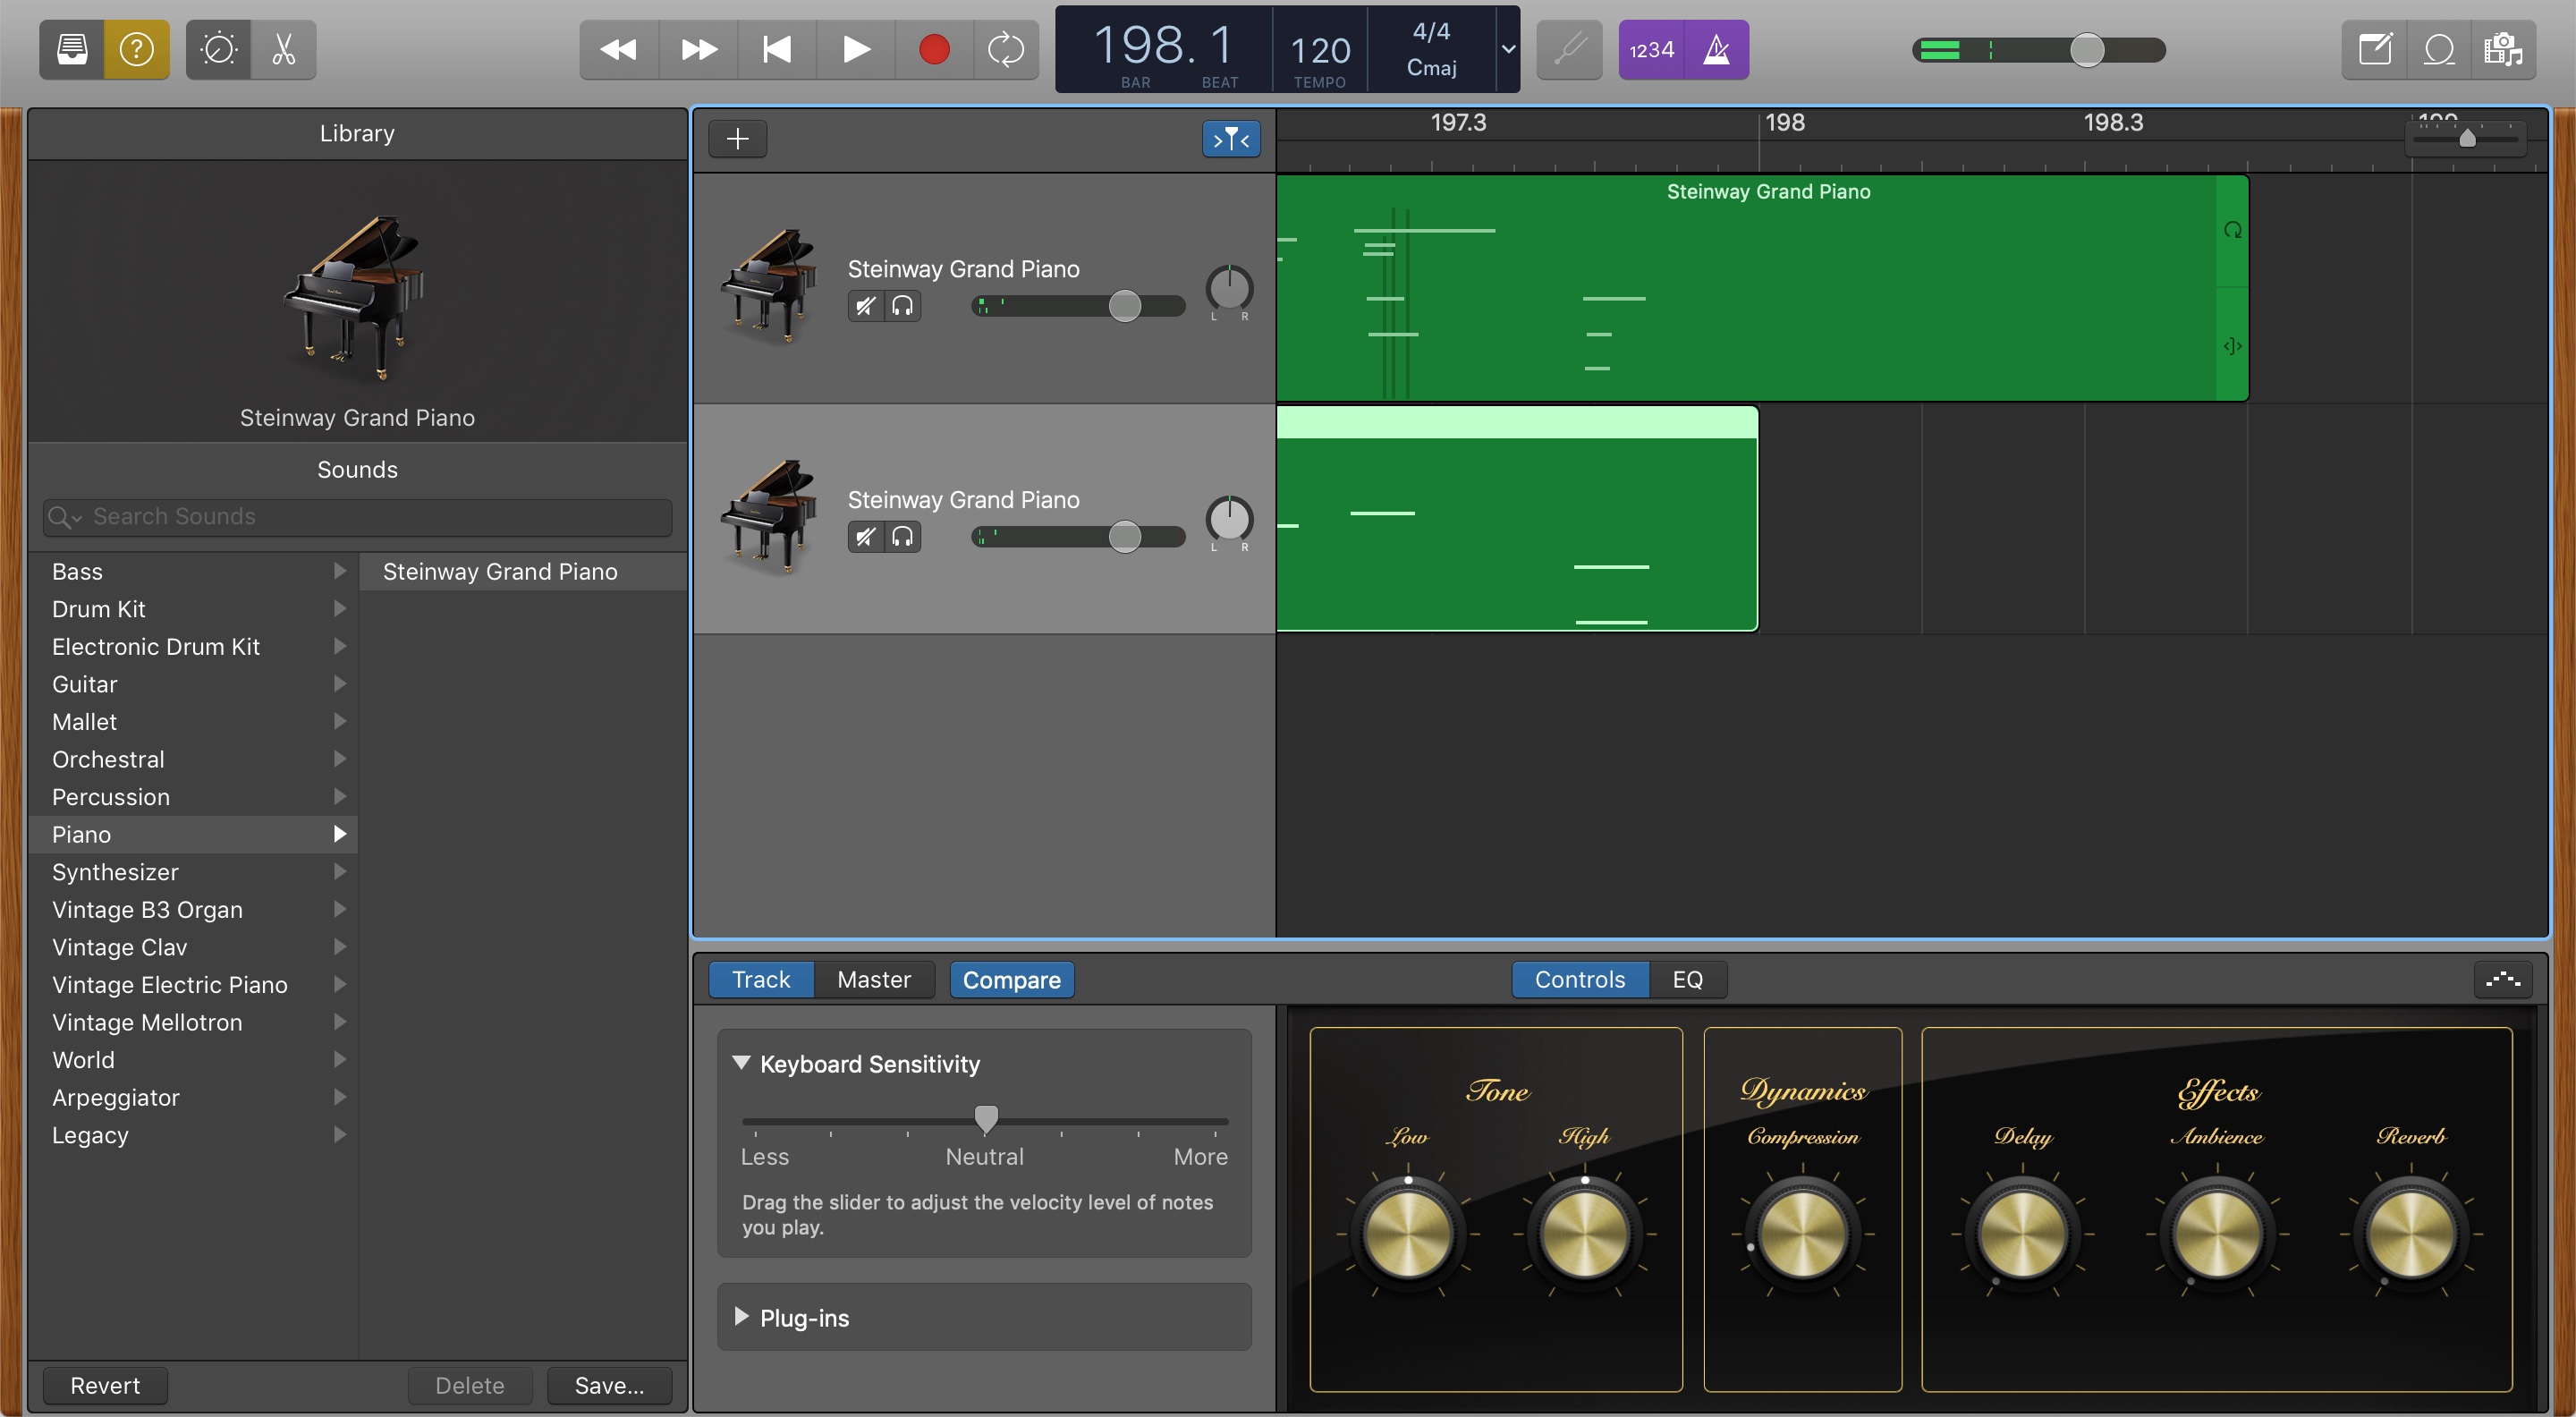 198. 1
BAR BEAT
120
TEMPO
4/4
Cmaj
1234
Library
Steinway Grand Piano
Sounds
Search Sounds
Bass
Drum Kit
Electronic Drum Kit
Guitar
Mallet
Orchestral
Percussion
Piano
Synthesizer
Vintage B3 Organ
Vintage Clav
Vintage Electric Piano
Vintage Mellotron
World
Arpeggiator
Legacy
Steinway Grand Piano
Revert
Delete
Save...
197.3
198
198.3
Steinway Grand Piano
L R
Steinway Grand Piano
Steinway Grand Piano
L R
Track
Master
Compare
Controls
EQ
Keyboard Sensitivity
Less
Neutral
More
Drag the slider to adjust the velocity level of notes
you play.
Plug-ins
Tone
Low
High
Dynamics
Compression
Effects
Delay
Ambience
Reverb